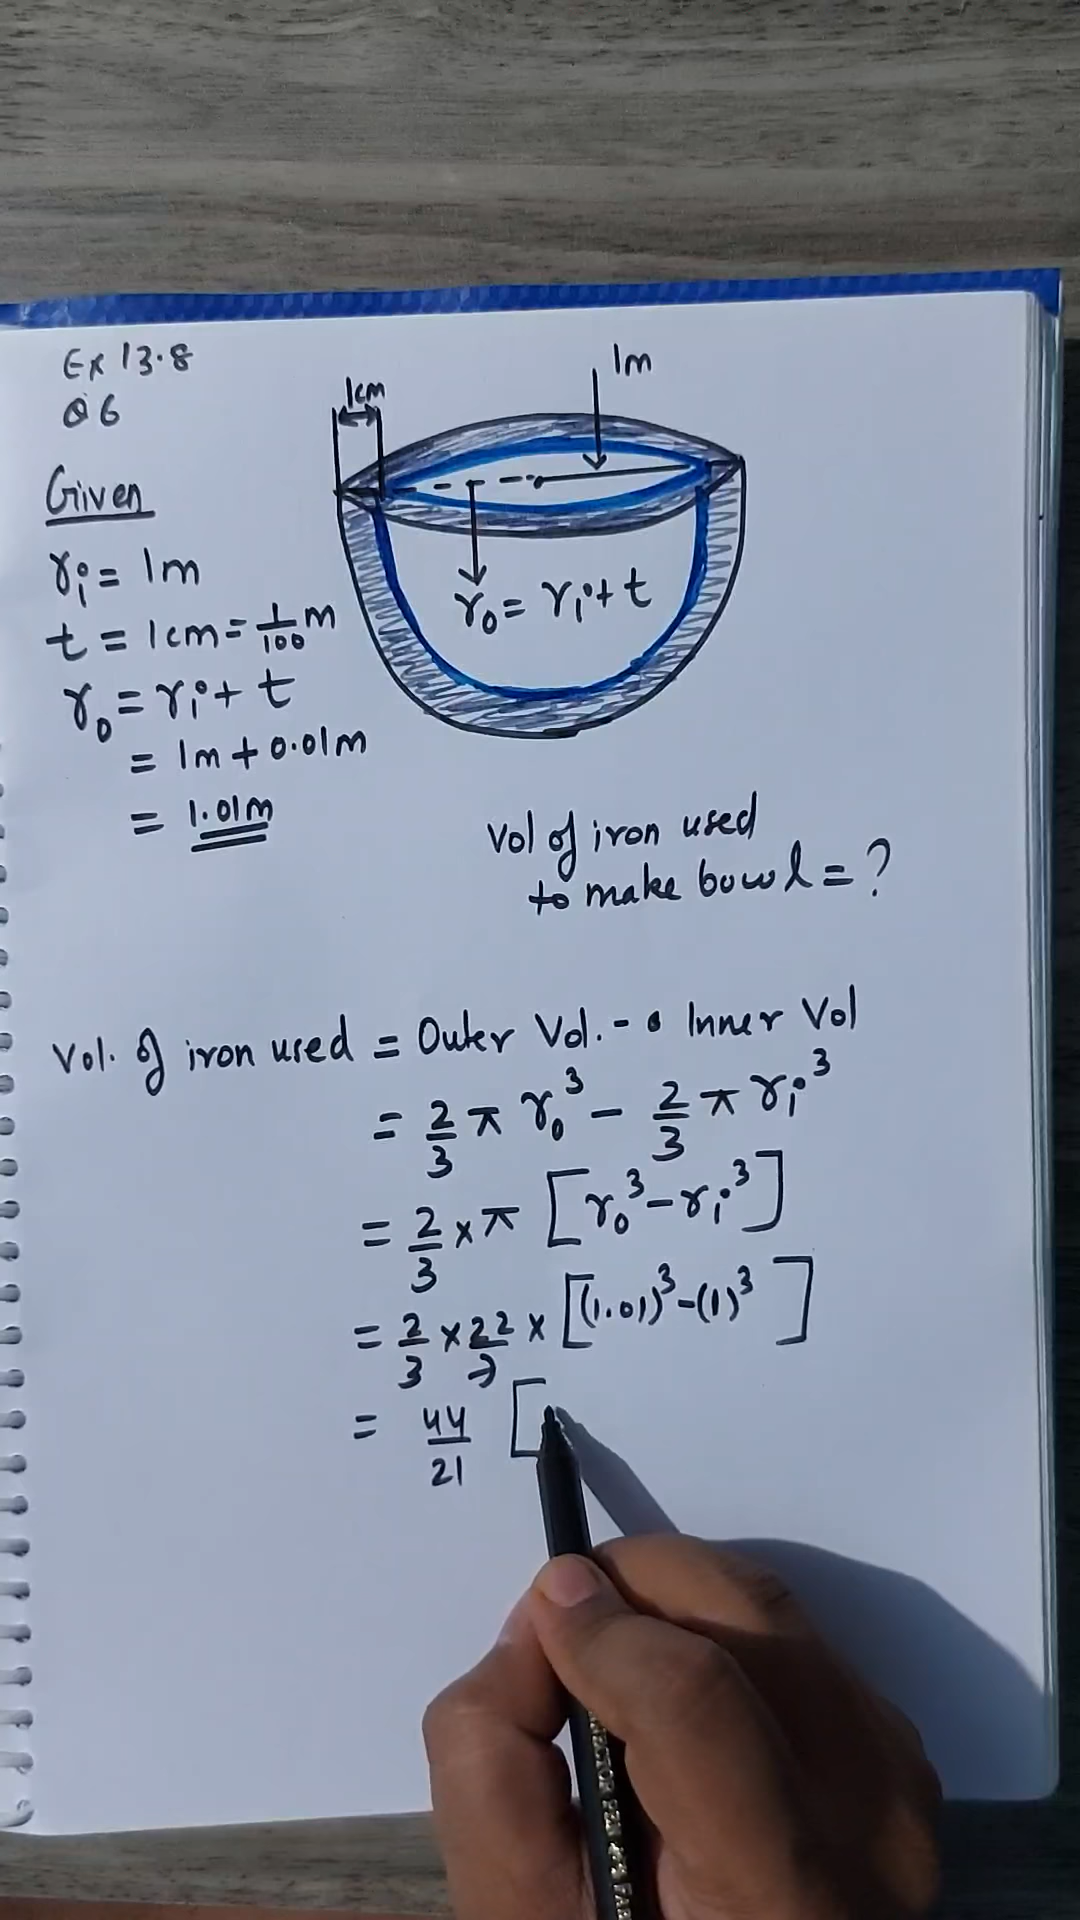 Ex 13.8
Q 6
1cm
1m
Given
rᵢ = 1m
t = 1cm = 1/100 m
r₀ = rᵢ + t
= 1m + 0.01m
= 1.01m
r₀ = rᵢ + t
Vol of iron used
to make bowl = ?
Vol. of iron used = Outer Vol. - Inner Vol
= 2/3 π r₀³ - 2/3 π rᵢ³
= 2/3 × π [r₀³ - rᵢ³]
= 2/3 × 22/7 × [(1.01)³ - (1)³]
= 44/21 [